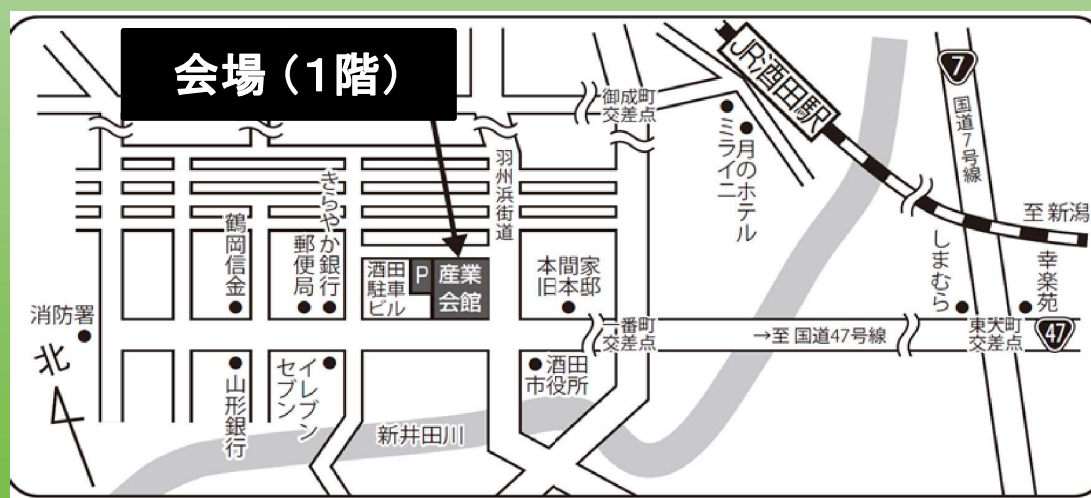 会場（１階）
JR酒田駅
7
国道7号線
御成町
交差点
ミライニ
月のホテル
羽州浜街道
至新潟
きらやか銀行
郵便局
鶴岡信金
酒田
駐車
ビル
P
産業
会館
本間家
旧本邸
しまむら
幸楽苑
消防署
一番町
交差点
→至 国道47号線
東大町
交差点
47
北
山形銀行
セブン
イレブン
酒田
市役所
新井田川